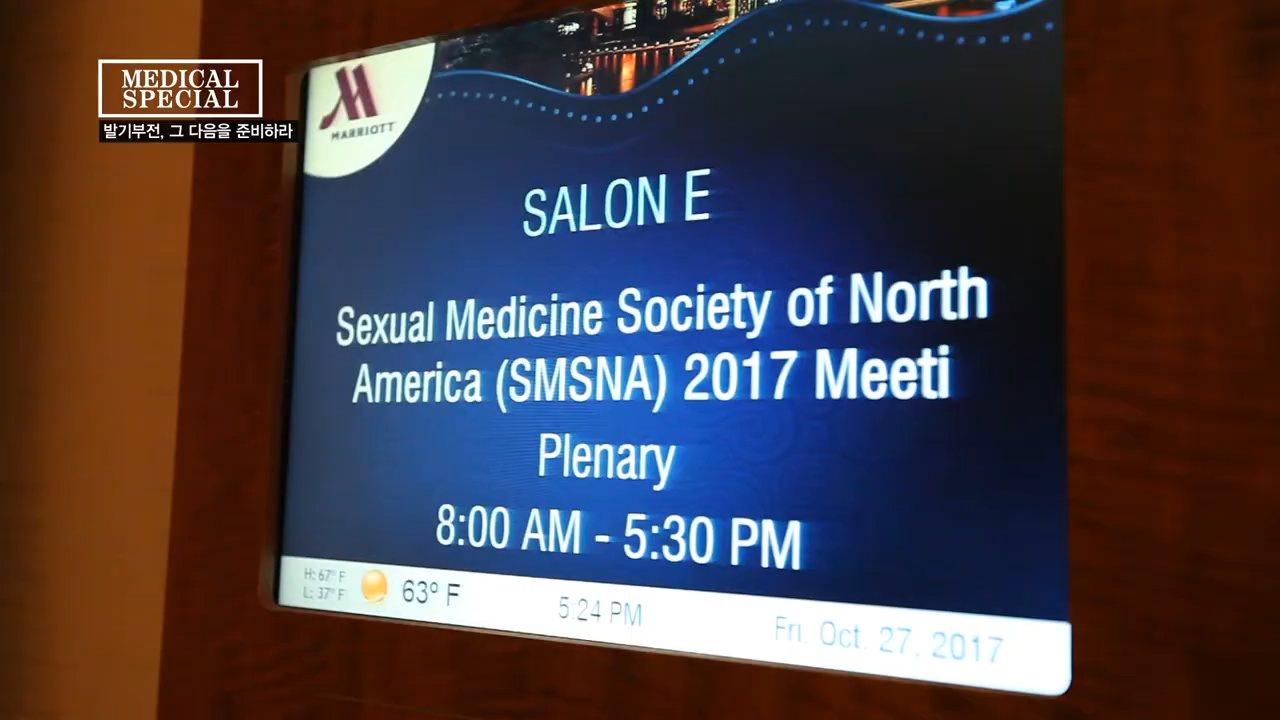 MEDICAL
SPECIAL
발기부전, 그 다음을 준비하라
MARRIOTT
SALON E
Sexual Medicine Society of North
America (SMSNA) 2017 Meeti
Plenary
8:00 AM - 5:30 PM
H: 67° F
L: 37° F
63° F
5:24 PM
Fri. Oct. 27, 2017